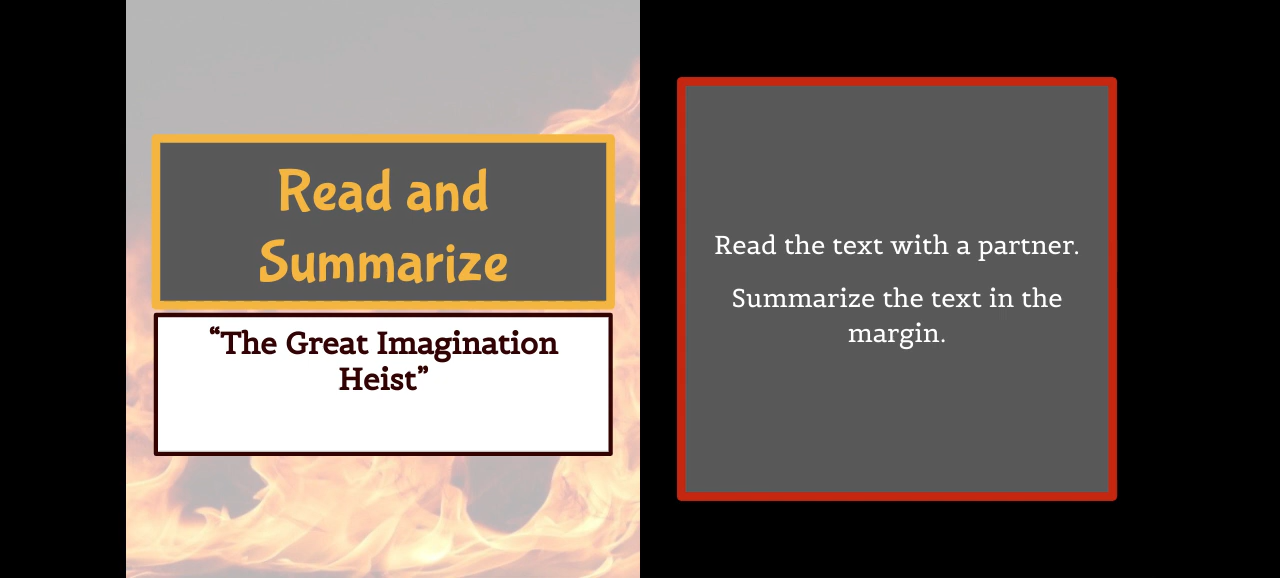 Read and
Summarize
“The Great Imagination
Heist”
Read the text with a partner.
Summarize the text in the
margin.